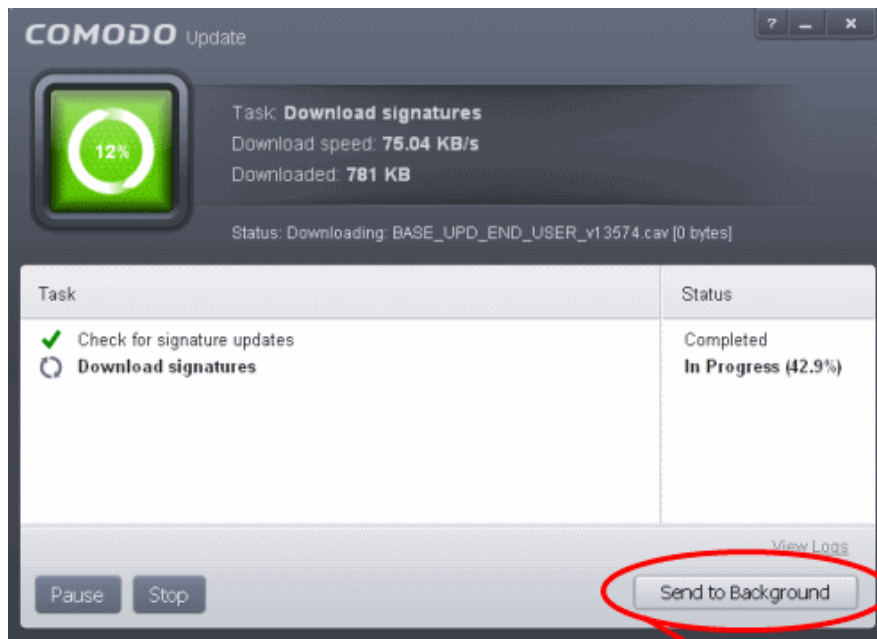 COMODO Update
? – x
12%
Task: Download signatures
Download speed: 75.04 KB/s
Downloaded: 781 KB
Status: Downloading: BASE_UPD_END_USER_v13574.cav [0 bytes]
Task Status
Check for signature updates Completed
Download signatures In Progress (42.9%)
View Logs
Pause Stop Send to Background